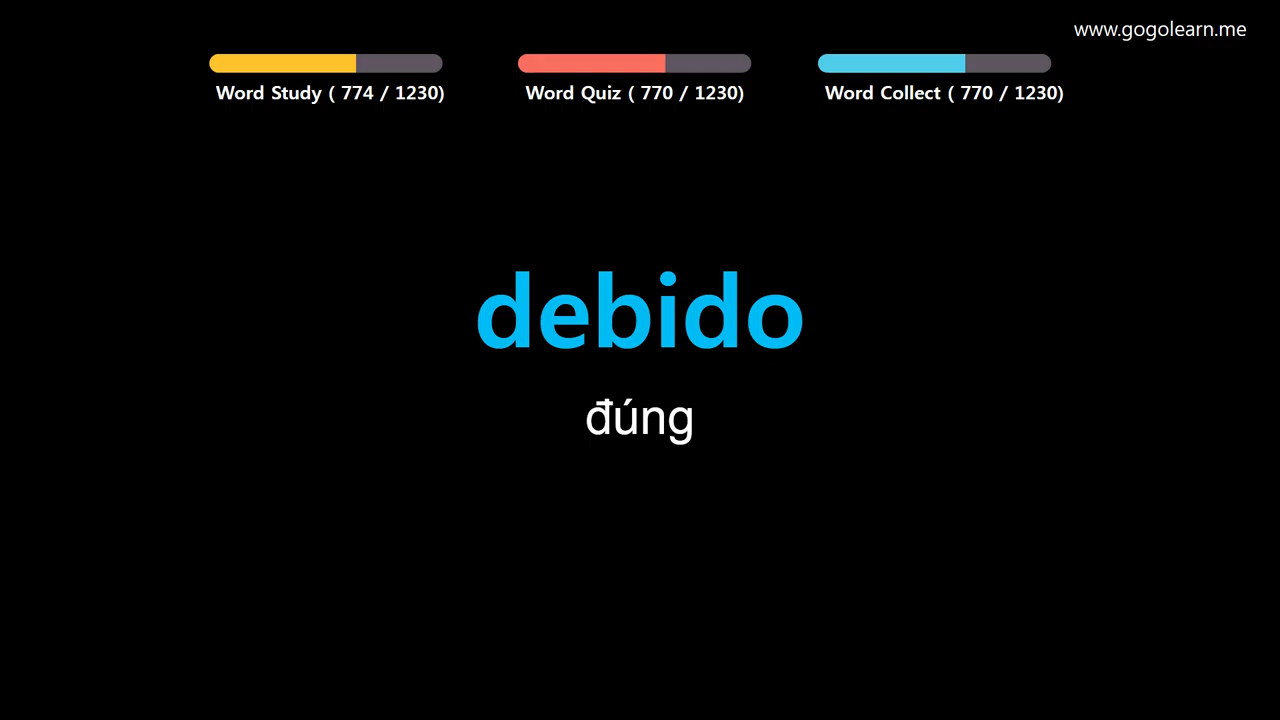 www.gogolearn.me
Word Study ( 774 / 1230)
Word Quiz ( 770 / 1230)
Word Collect ( 770 / 1230)
debido
đúng